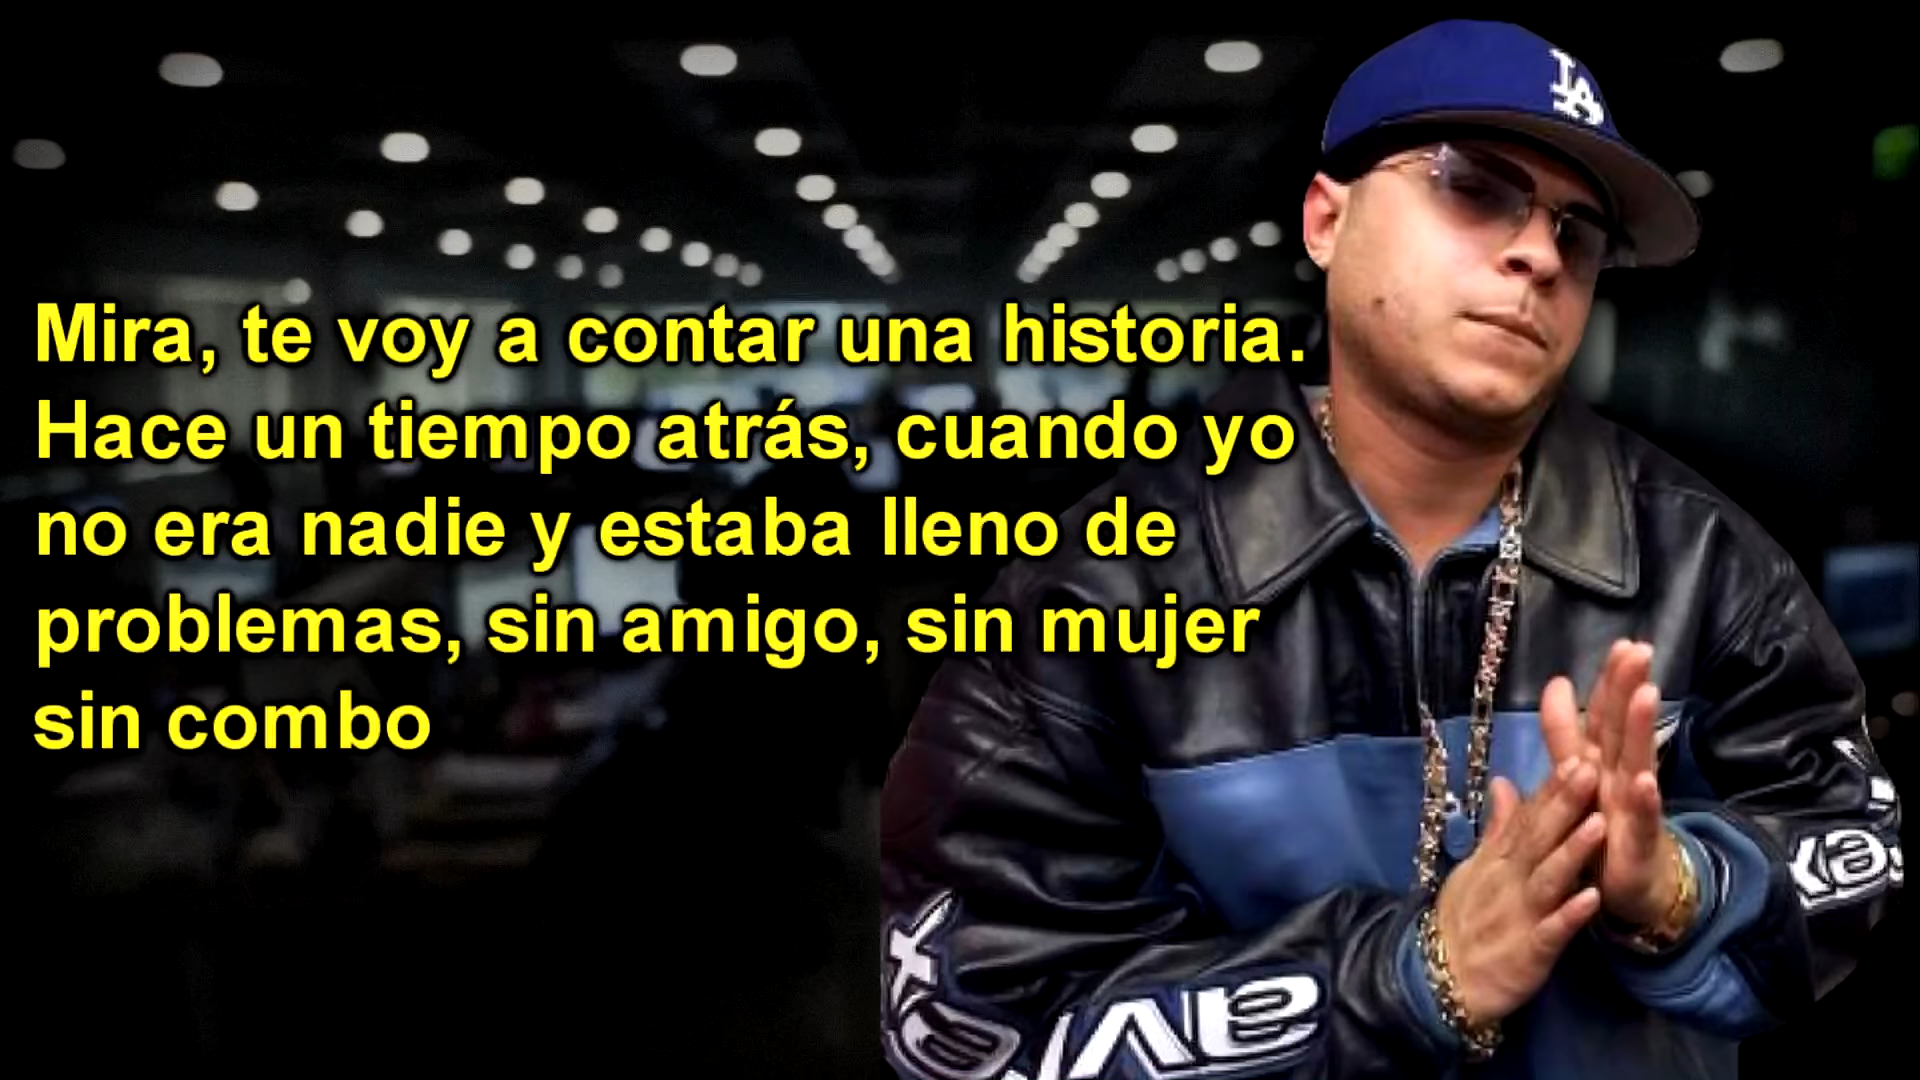 Mira, te voy a contar una historia.
Hace un tiempo atrás, cuando yo
no era nadie y estaba lleno de
problemas, sin amigo, sin mujer
sin combo
LA